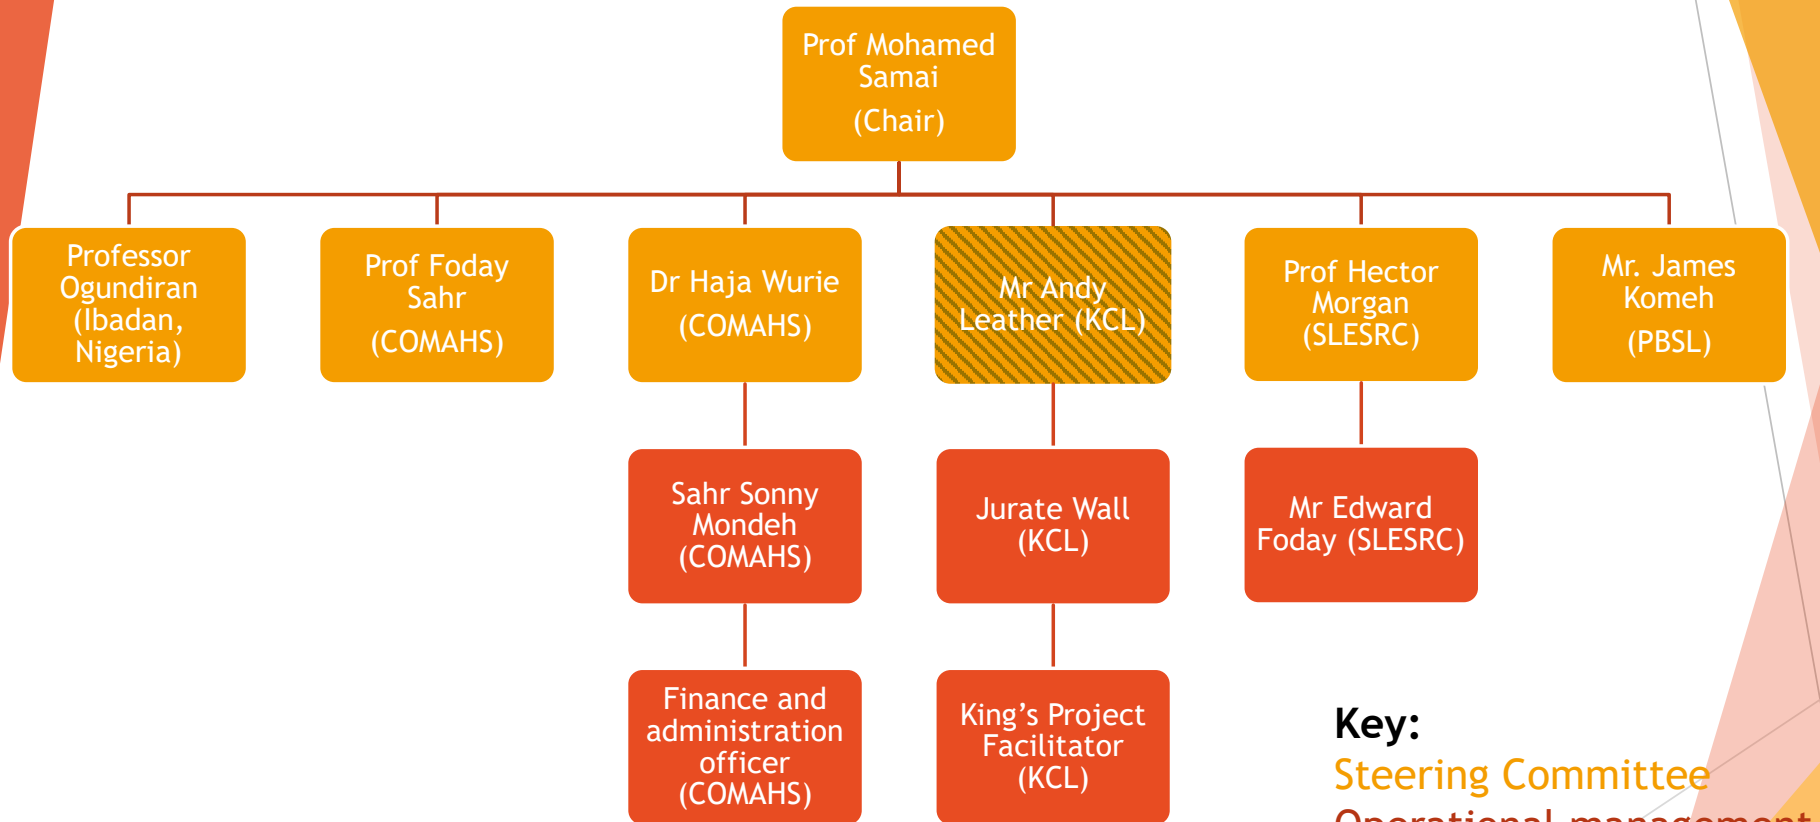 Prof Mohamed
Samai
(Chair)
Professor
Ogundiran
(Ibadan,
Nigeria)
Prof Foday
Sahr
(COMAHS)
Dr Haja Wurie
(COMAHS)
Mr Andy
Leather (KCL)
Prof Hector
Morgan
(SLESRC)
Mr. James
Komeh
(PBSL)
Sahr Sonny
Mondeh
(COMAHS)
Jurate Wall
(KCL)
Mr Edward
Foday (SLESRC)
Finance and
administration
officer
(COMAHS)
King’s Project
Facilitator
(KCL)
Key:
Steering Committee
Operational management